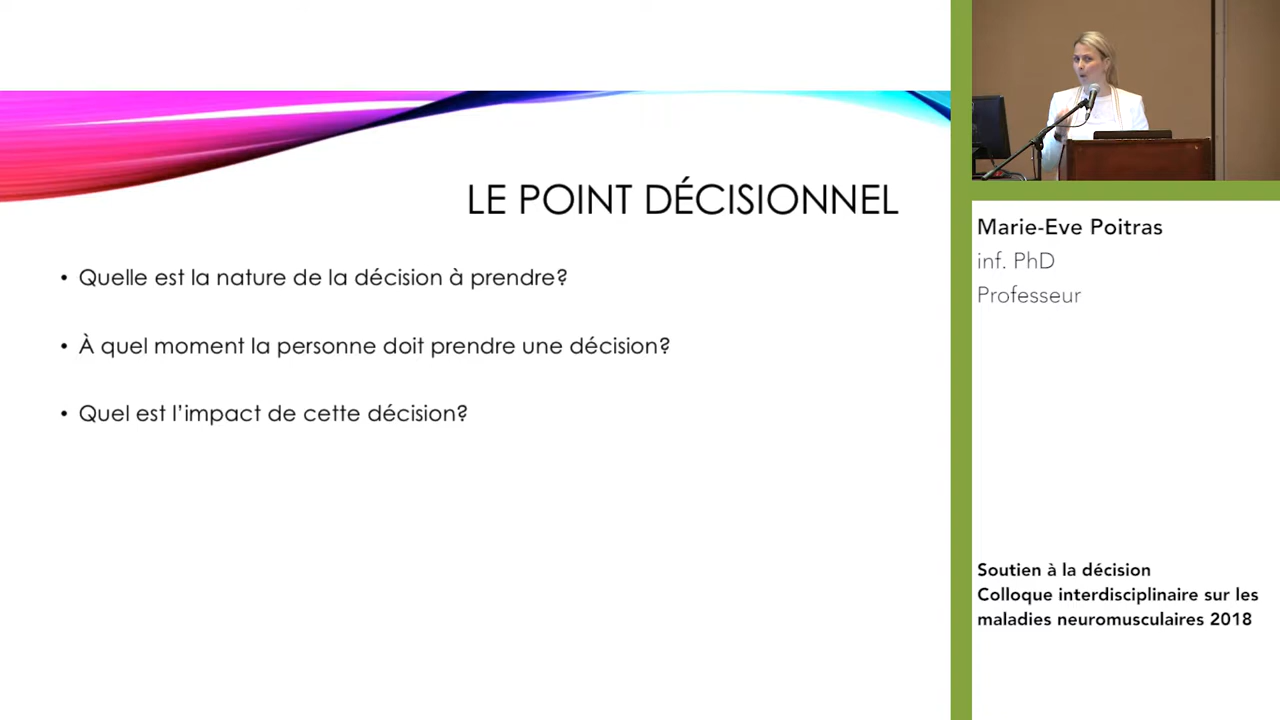 LE POINT DÉCISIONNEL
• Quelle est la nature de la décision à prendre?
• À quel moment la personne doit prendre une décision?
• Quel est l’impact de cette décision?
Marie-Eve Poitras
inf. PhD
Professeur
Soutien à la décision
Colloque interdisciplinaire sur les
maladies neuromusculaires 2018